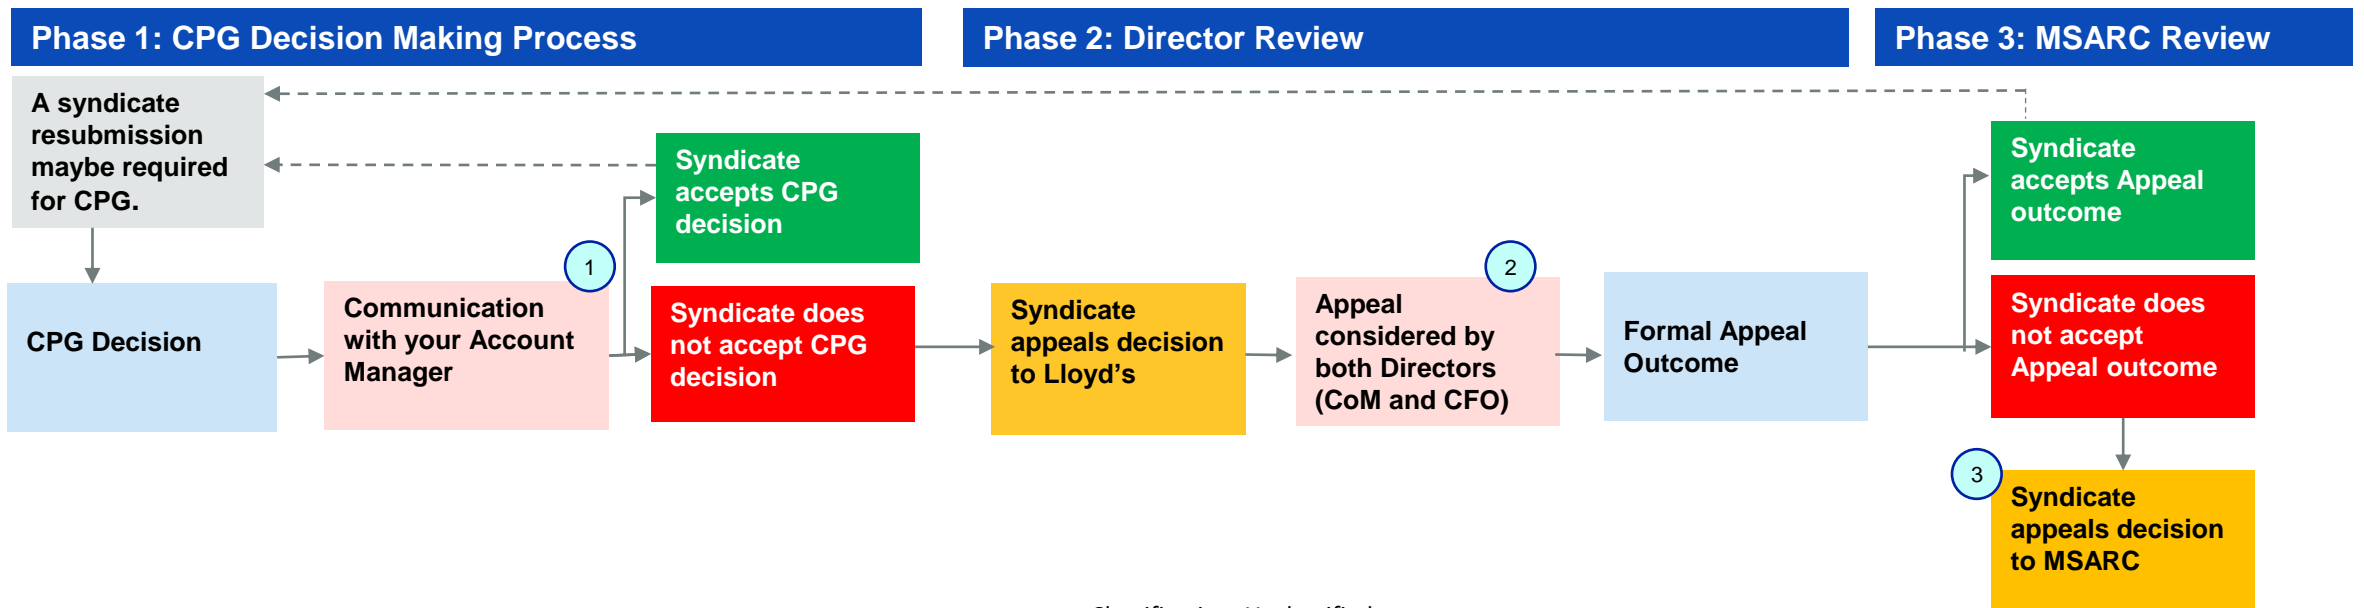 Phase 1: CPG Decision Making Process
Phase 2: Director Review
Phase 3: MSARC Review
A syndicate
resubmission
maybe required
for CPG.
Syndicate
accepts CPG
decision
Syndicate
accepts Appeal
outcome
CPG Decision
1
Communication
with your Account
Manager
Syndicate does
not accept CPG
decision
Syndicate
appeals decision
to Lloyd's
2
Appeal
considered by
both Directors
(CoM and CFO)
Formal Appeal
Outcome
Syndicate does
not accept
Appeal outcome
3
Syndicate
appeals decision
to MSARC